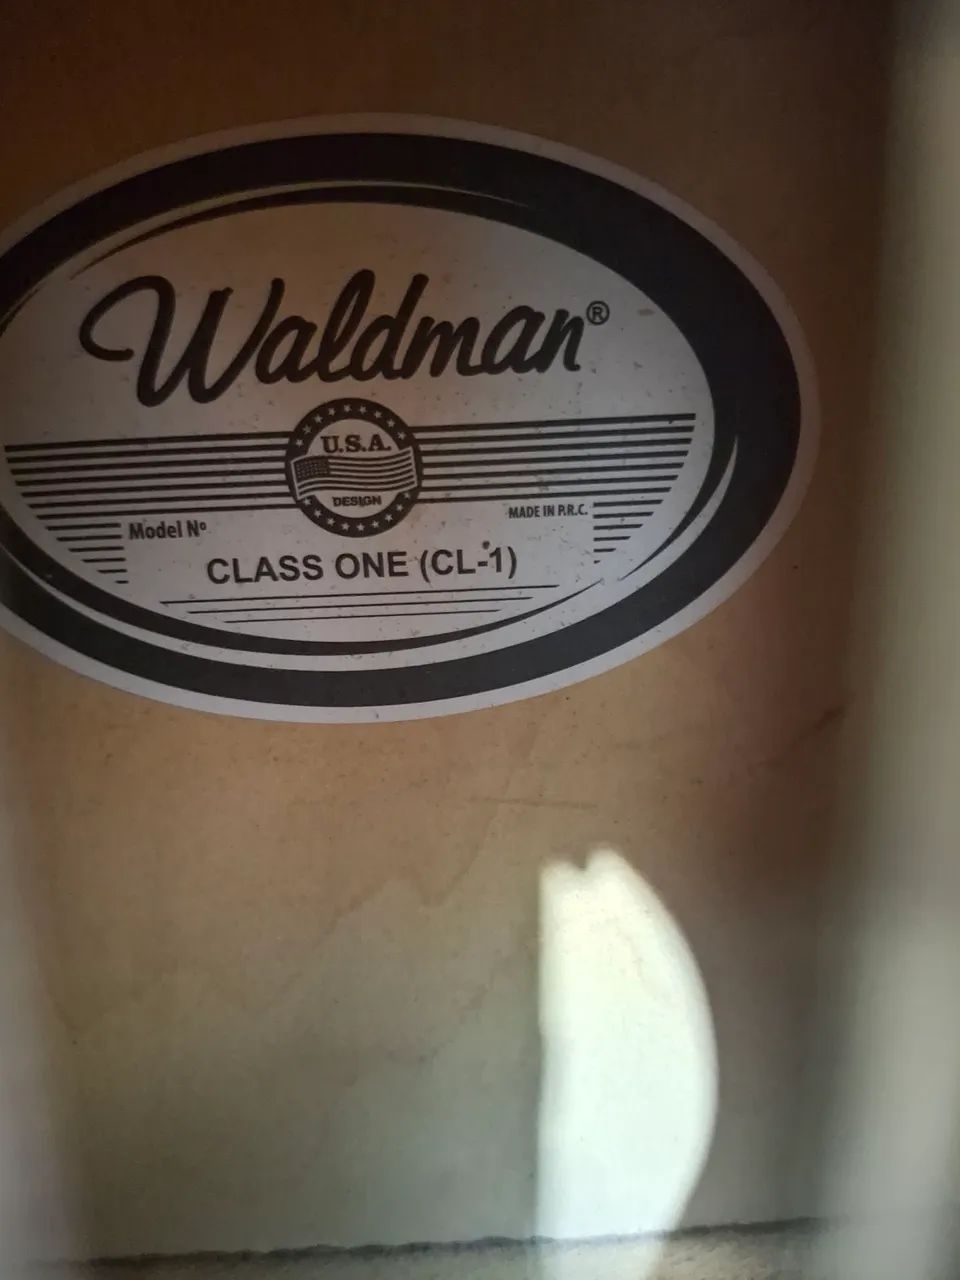 Waldman®
U.S.A.
DESIGN
MADE IN P.R.C.
Model Nº
CLASS ONE (CL-1)